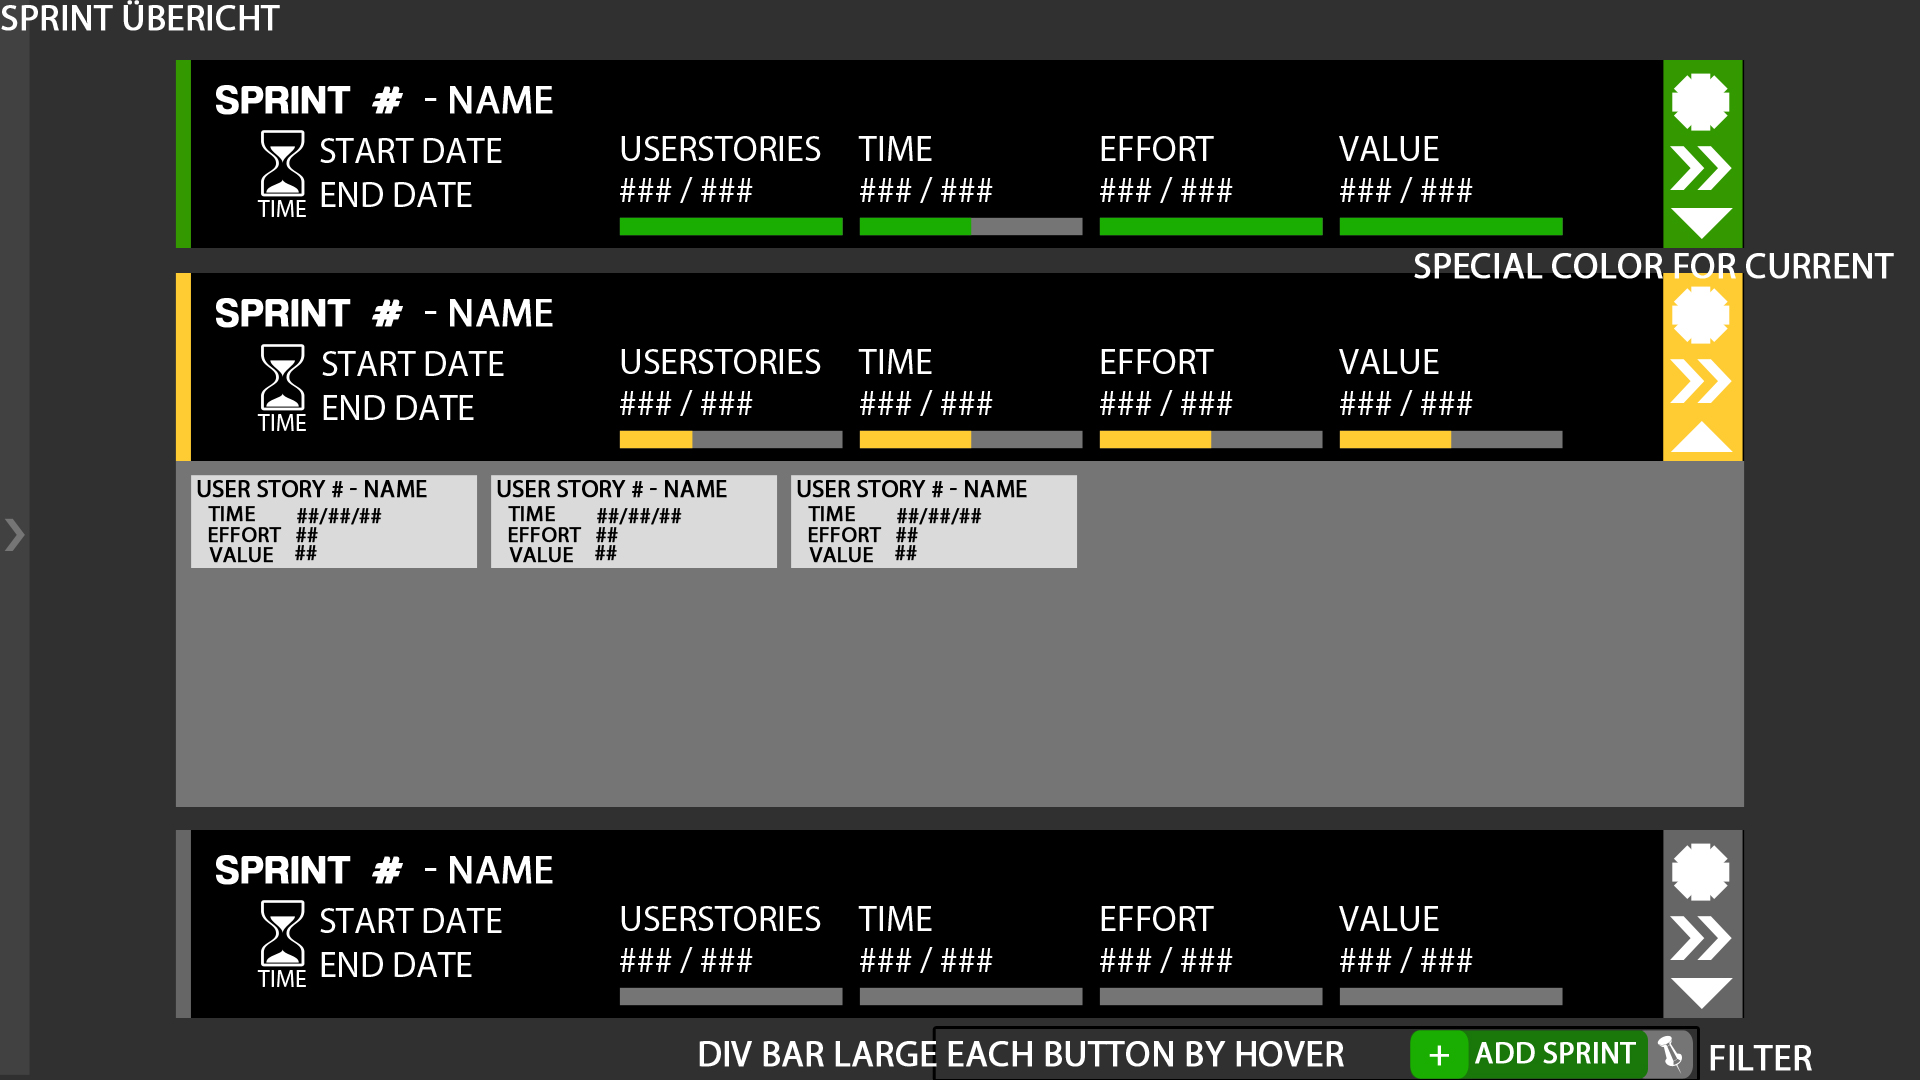 SPRINT ÜBERICHT
SPRINT # - NAME
START DATE
END DATE
TIME
USERSTORIES TIME EFFORT VALUE
### / ### ### / ### ### / ### ### / ###
SPECIAL COLOR FOR CURRENT
SPRINT # - NAME
START DATE
END DATE
TIME
USERSTORIES TIME EFFORT VALUE
### / ### ### / ### ### / ### ### / ###
USER STORY # - NAME
TIME ##/##/##
EFFORT ##
VALUE ##
USER STORY # - NAME
TIME ##/##/##
EFFORT ##
VALUE ##
USER STORY # - NAME
TIME ##/##/##
EFFORT ##
VALUE ##
SPRINT # - NAME
START DATE
END DATE
TIME
USERSTORIES TIME EFFORT VALUE
### / ### ### / ### ### / ### ### / ###
DIV BAR LARGE EACH BUTTON BY HOVER
+ ADD SPRINT
FILTER